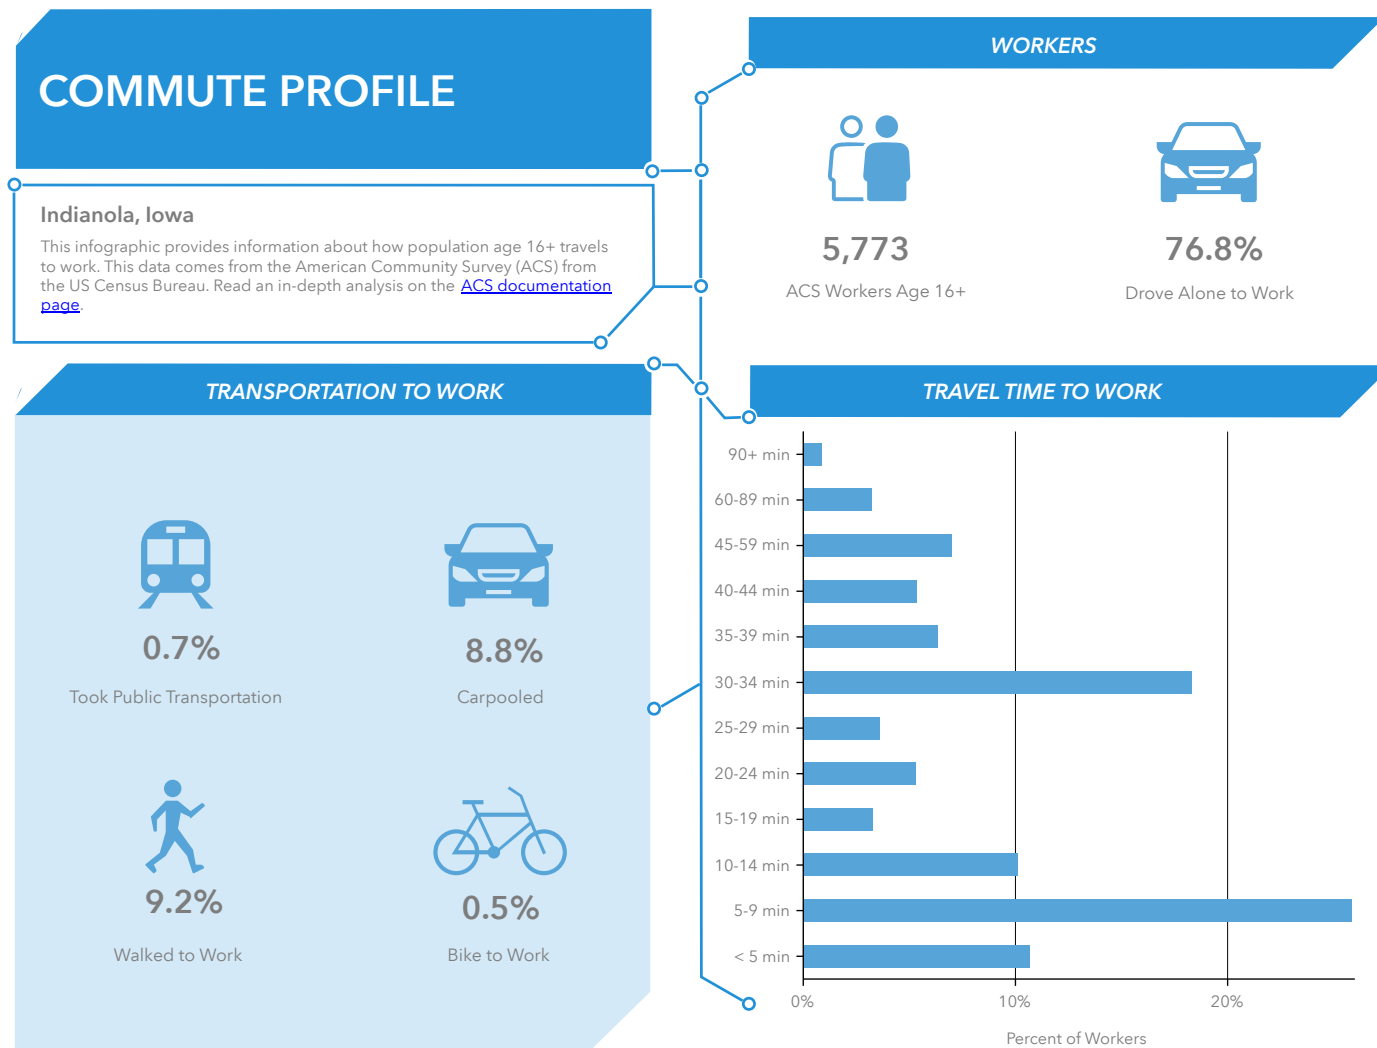 COMMUTE PROFILE
Indianola, Iowa
This infographic provides information about how population age 16+ travels
to work. This data comes from the American Community Survey (ACS) from
the US Census Bureau. Read an in-depth analysis on the ACS documentation
page.
WORKERS
5,773
ACS Workers Age 16+
76.8%
Drove Alone to Work
TRANSPORTATION TO WORK
0.7%
Took Public Transportation
8.8%
Carpooled
9.2%
Walked to Work
0.5%
Bike to Work
TRAVEL TIME TO WORK
90+ min
60-89 min
45-59 min
40-44 min
35-39 min
30-34 min
25-29 min
20-24 min
15-19 min
10-14 min
5-9 min
< 5 min
0% 10% 20%
Percent of Workers